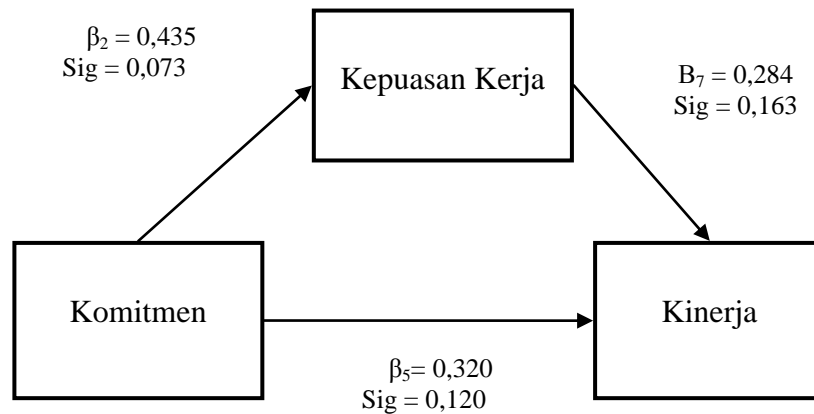 β₂ = 0,435
Sig = 0,073
Kepuasan Kerja
B₇ = 0,284
Sig = 0,163
Komitmen
Kinerja
β₅= 0,320
Sig = 0,120